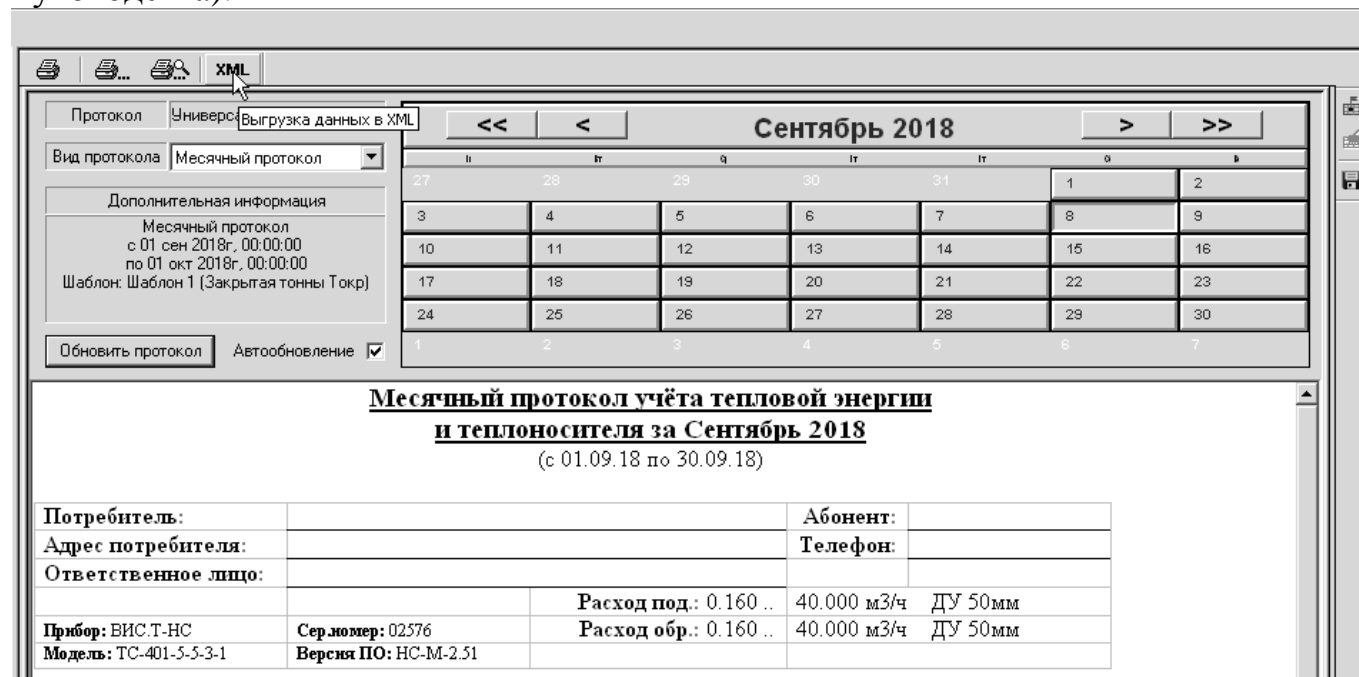 XML
Протокол Универса
Выгрузка данных в XML
Вид протокола Месячный протокол
Дополнительная информация
Месячный протокол
с 01 сен 2018г, 00:00:00
по 01 окт 2018г, 00:00:00
Шаблон: Шаблон 1 (Закрытая тонны Токр)
Обновить протокол Автообновление
<< < Сентябрь 2018 > >>
27 28 29 30 31 1 2
3 4 5 6 7 8 9
10 11 12 13 14 15 16
17 18 19 20 21 22 23
24 25 26 27 28 29 30
1 2 3 4 5 6 7
Месячный протокол учёта тепловой энергии
и теплоносителя за Сентябрь 2018
(с 01.09.18 по 30.09.18)
Потребитель: Абонент:
Адрес потребителя: Телефон:
Ответственное лицо:
Расход под.: 0.160 .. 40.000 м3/ч ДУ 50мм
Прибор: ВИС.Т-НС Сер.номер: 02576 Расход обр.: 0.160 .. 40.000 м3/ч ДУ 50мм
Модель: ТС-401-5-5-3-1 Версия ПО: НС-М-2.51